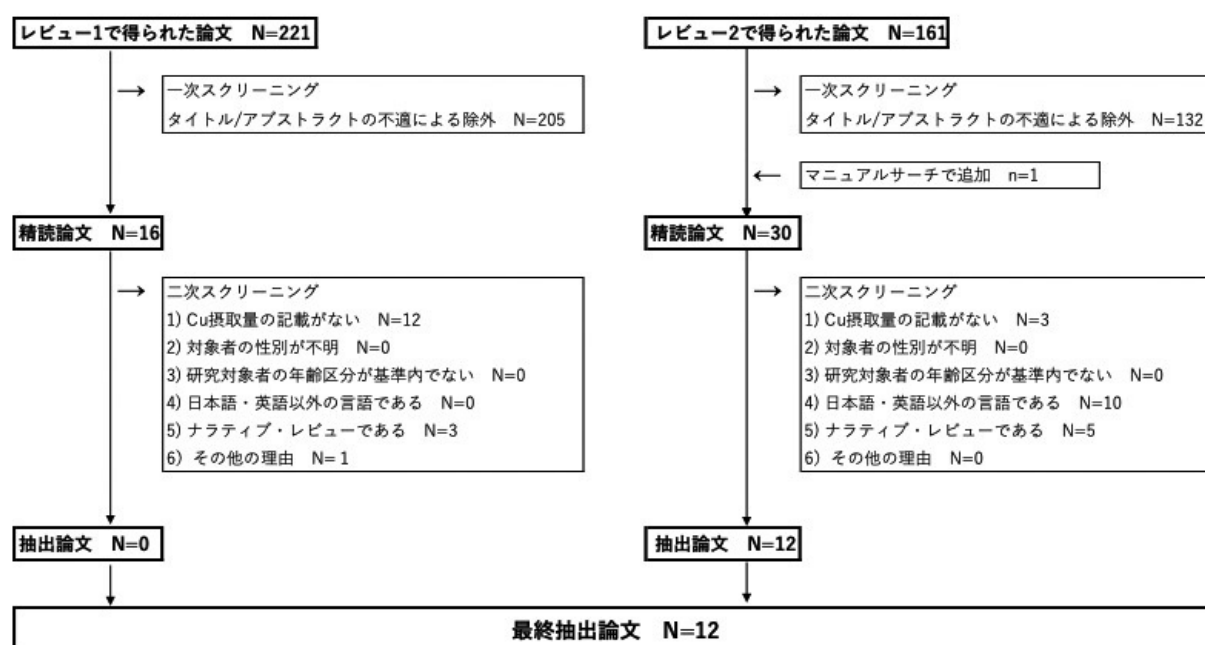 レビュー1で得られた論文 N=221
一次スクリーニング
タイトル/アブストラクトの不適による除外 N=205
精読論文 N=16
二次スクリーニング
1) Cu摂取量の記載がない N=12
2) 対象者の性別が不明 N=0
3) 研究対象者の年齢区分が基準内でない N=0
4) 日本語・英語以外の言語である N=0
5) ナラティブ・レビューである N=3
6) その他の理由 N= 1
抽出論文 N=0
レビュー2で得られた論文 N=161
一次スクリーニング
タイトル/アブストラクトの不適による除外 N=132
マニュアルサーチで追加 n=1
精読論文 N=30
二次スクリーニング
1) Cu摂取量の記載がない N=3
2) 対象者の性別が不明 N=0
3) 研究対象者の年齢区分が基準内でない N=0
4) 日本語・英語以外の言語である N=10
5) ナラティブ・レビューである N=5
6) その他の理由 N=0
抽出論文 N=12
最終抽出論文 N=12